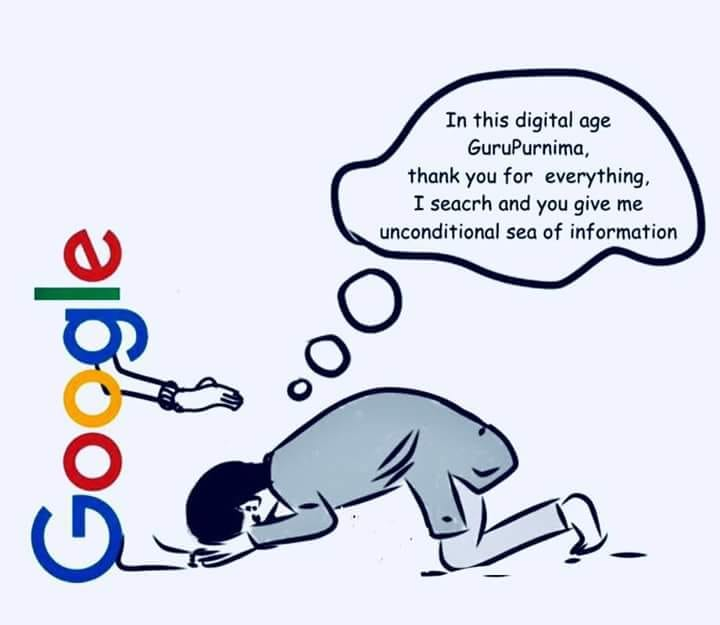 In this digital age
GuruPurnima,
thank you for everything,
I seacrh and you give me
unconditional sea of information
Google